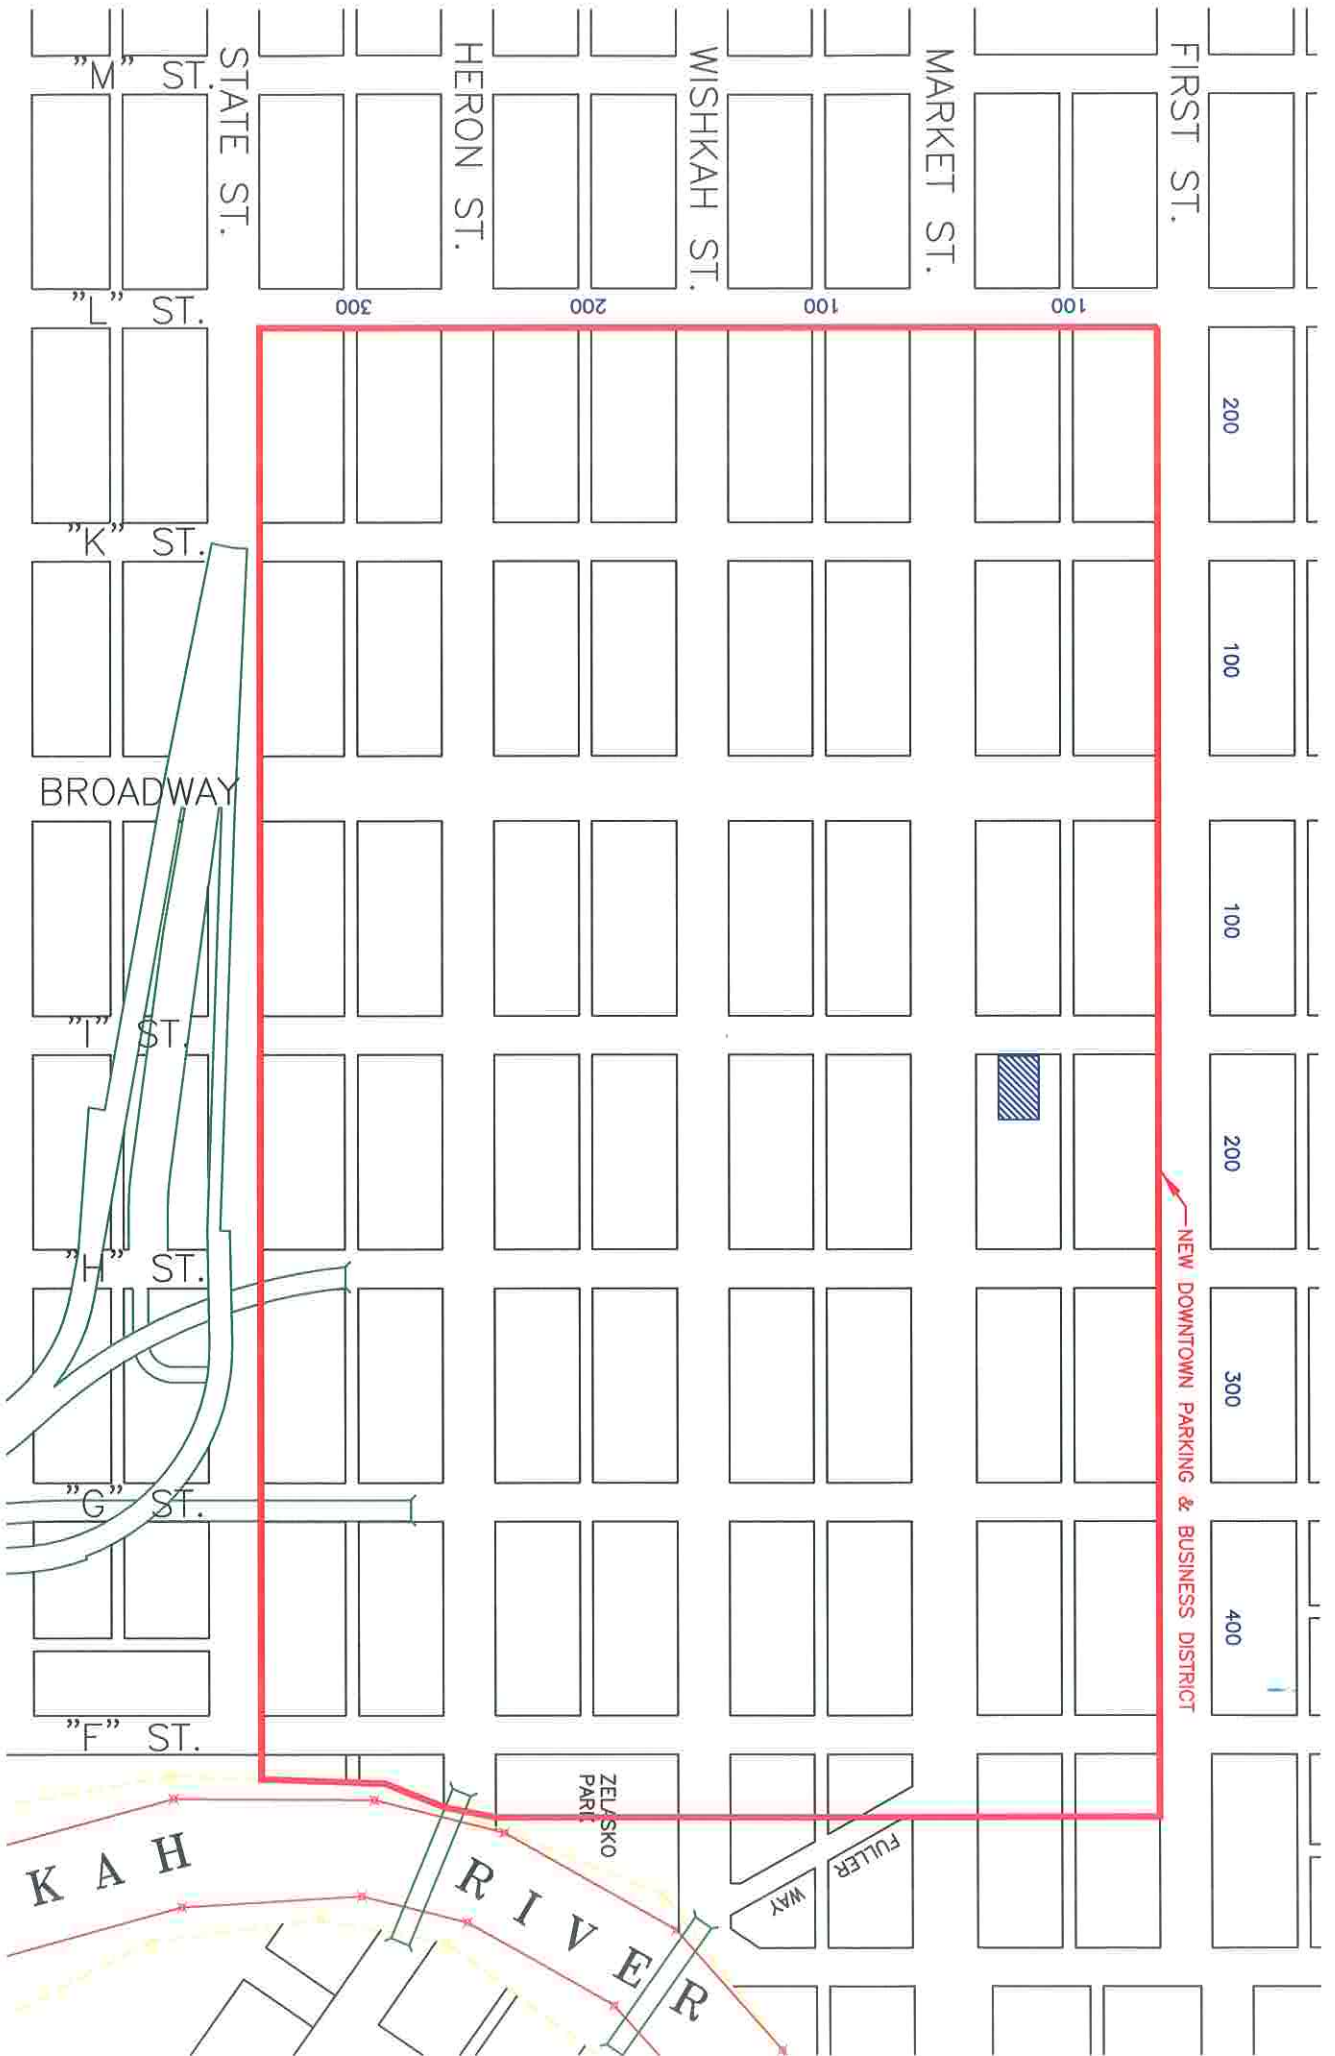 "M" ST.
STATE ST.
HERON ST.
WISHKAH ST.
MARKET ST.
FIRST ST.
"L" ST.
300
200
100
100
200
"K" ST.
100
BROADWAY
100
"I" ST.
200
"H" ST.
NEW DOWNTOWN PARKING & BUSINESS DISTRICT
300
"G" ST.
400
"F" ST.
ZELASKO
PARK
FULLER
WAY
KAH
RIVER